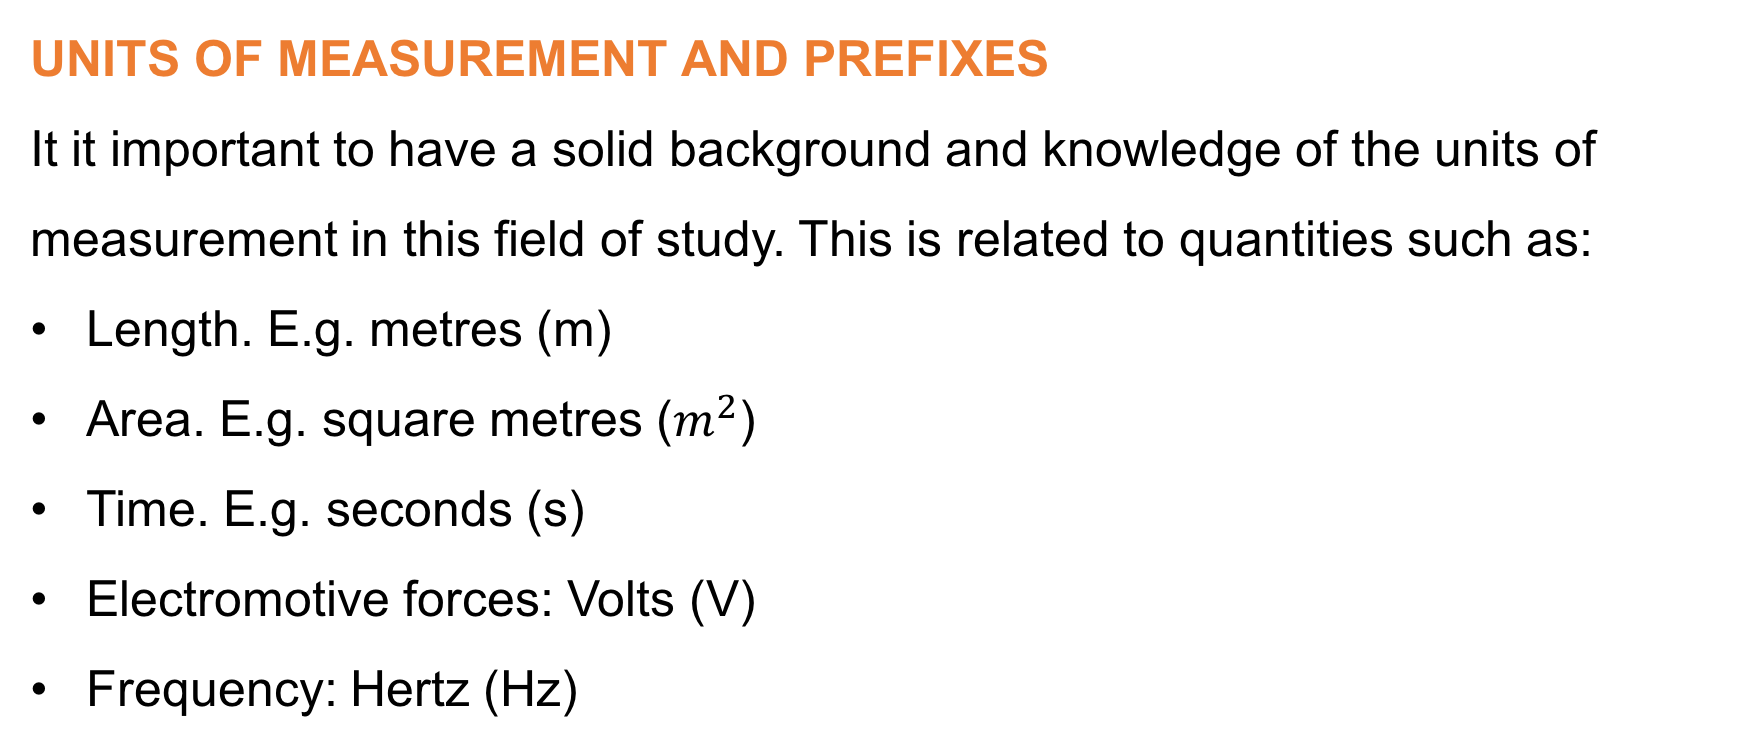 UNITS OF MEASUREMENT AND PREFIXES
It it important to have a solid background and knowledge of the units of
measurement in this field of study. This is related to quantities such as:
• Length. E.g. metres (m)
• Area. E.g. square metres (𝑚²)
• Time. E.g. seconds (s)
• Electromotive forces: Volts (V)
• Frequency: Hertz (Hz)